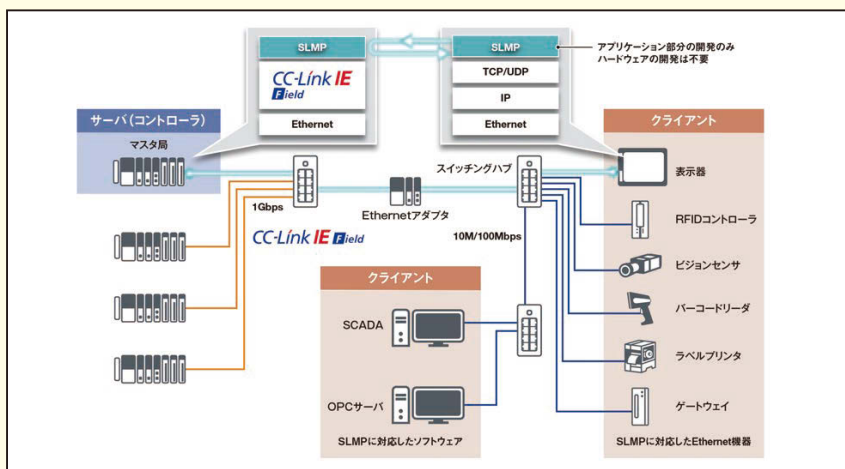 SLMP
CC-Link IE Field
Ethernet
SLMP
TCP/UDP
IP
Ethernet
アプリケーション部分の開発のみ
ハードウェアの開発は不要
サーバ(コントローラ)
マスタ局
1Gbps
CC-Link IE Field
Ethernetアダプタ
スイッチングハブ
10M/100Mbps
クライアント
SCADA
OPCサーバ
SLMPに対応したソフトウェア
クライアント
表示器
RFIDコントローラ
ビジョンセンサ
バーコードリーダ
ラベルプリンタ
ゲートウェイ
SLMPに対応したEthernet機器